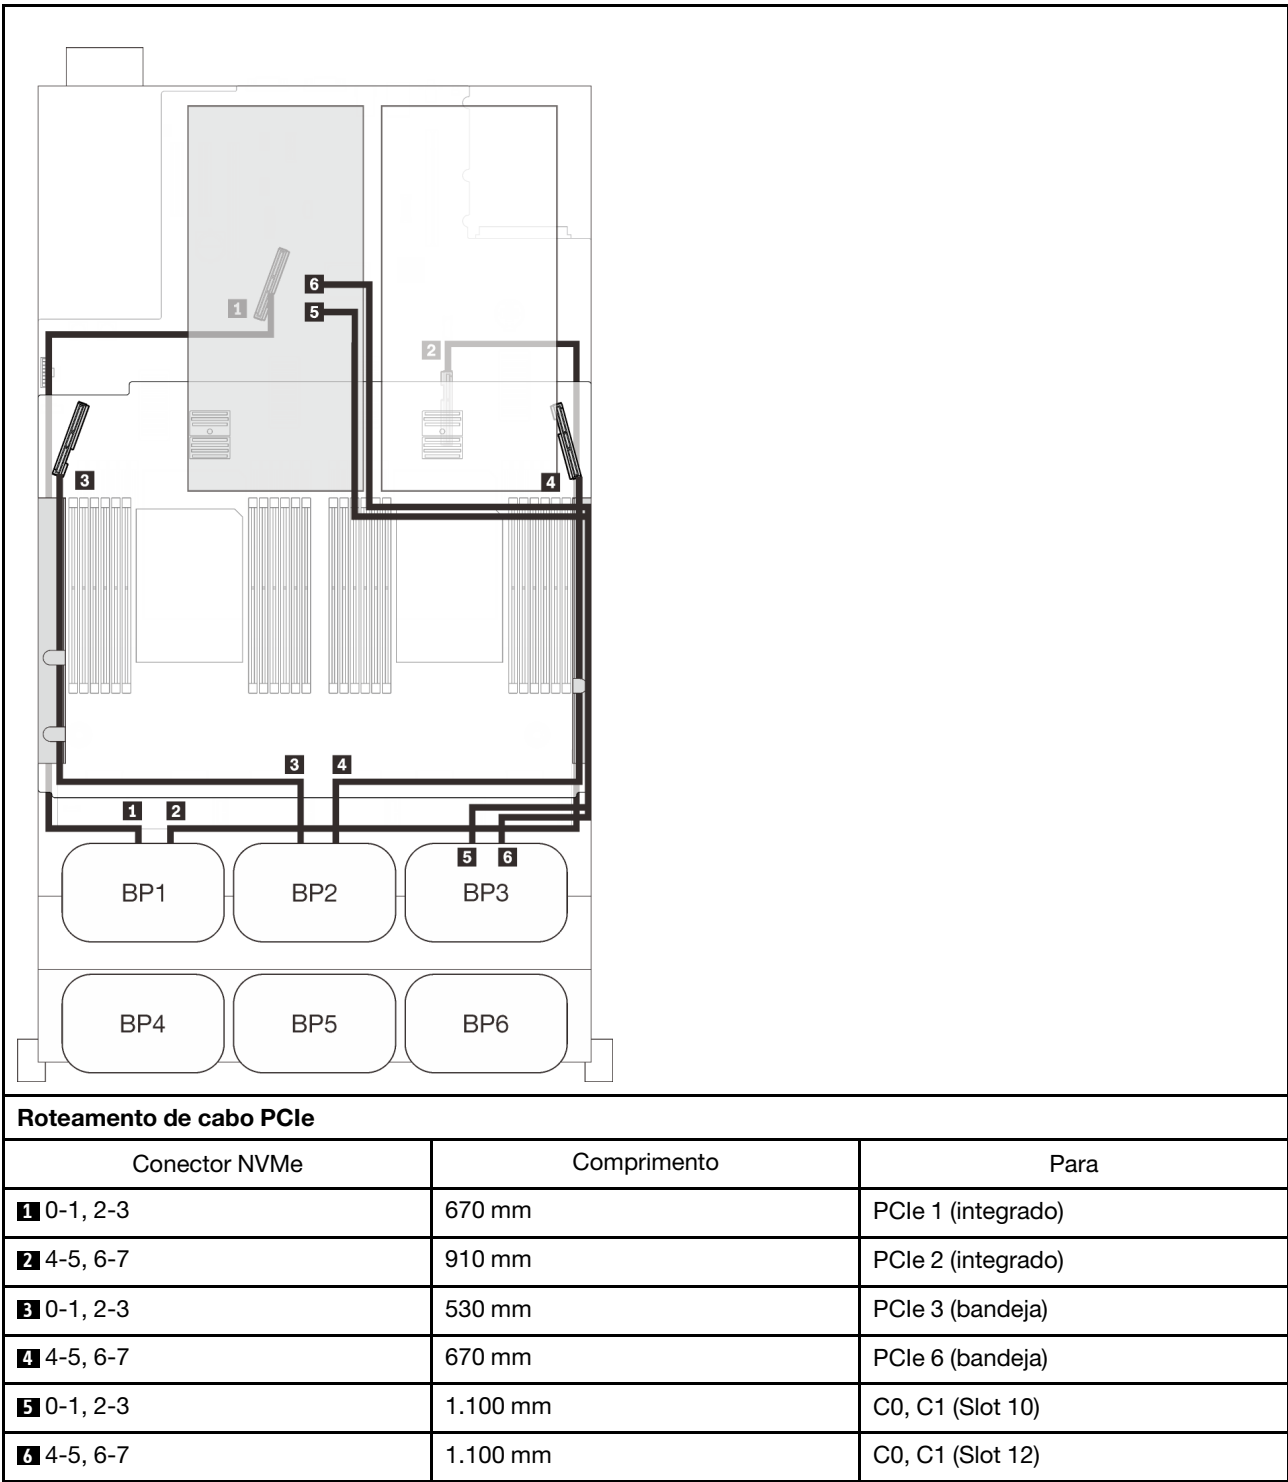 6
1
5
2
3
4
3
4
1
2
5
6
BP1
BP2
BP3
BP4
BP5
BP6
Roteamento de cabo PCIe
Conector NVMe
Comprimento
Para
1 0-1, 2-3
670 mm
PCIe 1 (integrado)
2 4-5, 6-7
910 mm
PCIe 2 (integrado)
3 0-1, 2-3
530 mm
PCIe 3 (bandeja)
4 4-5, 6-7
670 mm
PCIe 6 (bandeja)
5 0-1, 2-3
1.100 mm
C0, C1 (Slot 10)
6 4-5, 6-7
1.100 mm
C0, C1 (Slot 12)